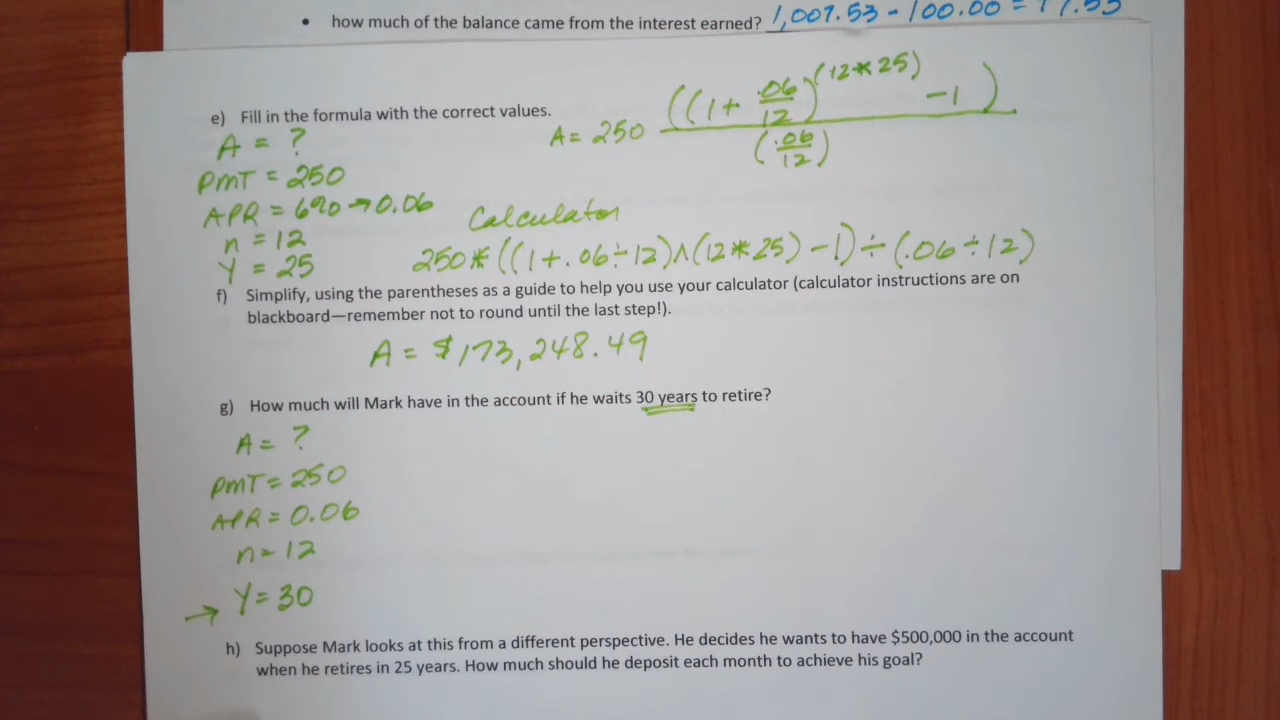 • how much of the balance came from the interest earned? 1,007.53 - 100.00 =
e) Fill in the formula with the correct values.
A = 250 ((1 + .06/12)^(12*25) - 1) / (.06/12)
A = ?
PMT = 250
APR = 6% → 0.06
n = 12
Y = 25
Calculator
250*((1+.06÷12)^(12*25)-1)÷(.06÷12)
f) Simplify, using the parentheses as a guide to help you use your calculator (calculator instructions are on
blackboard—remember not to round until the last step!).
A = $173,248.49
g) How much will Mark have in the account if he waits 30 years to retire?
A = ?
PMT = 250
APR = 0.06
n = 12
→ Y = 30
h) Suppose Mark looks at this from a different perspective. He decides he wants to have $500,000 in the account
when he retires in 25 years. How much should he deposit each month to achieve his goal?